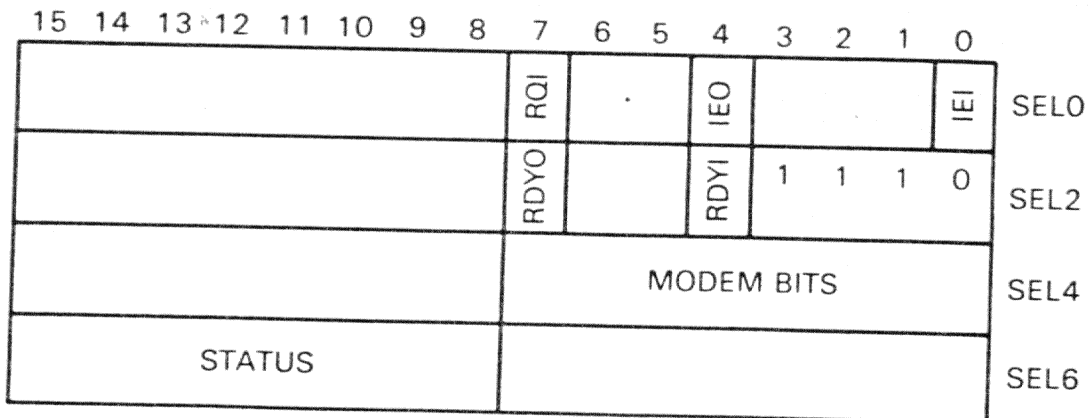 15 14 13 12 11 10 9 8 7 6 5 4 3 2 1 0
RQI IEO IEI SEL0
RDYO RDYI 1 1 1 0 SEL2
MODEM BITS SEL4
STATUS SEL6